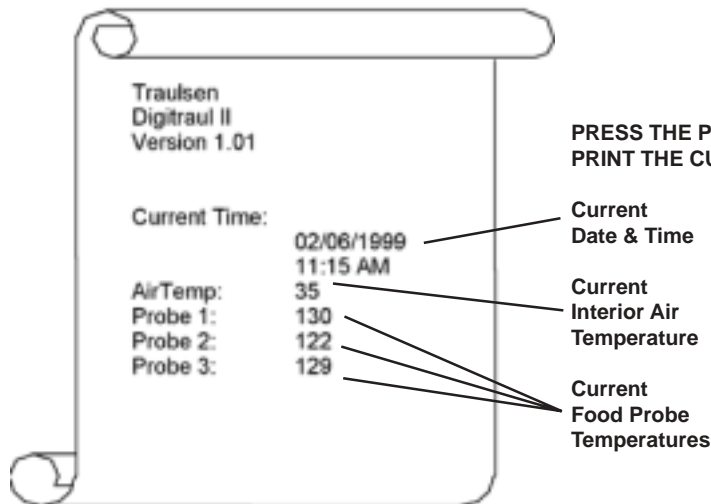 Traulsen
Digitraul II
Version 1.01
Current Time:
02/06/1999
11:15 AM
AirTemp: 35
Probe 1: 130
Probe 2: 122
Probe 3: 129
PRESS THE
PRINT THE
Current
Date & Time
Current
Interior Air
Temperature
Current
Food Probe
Temperatures